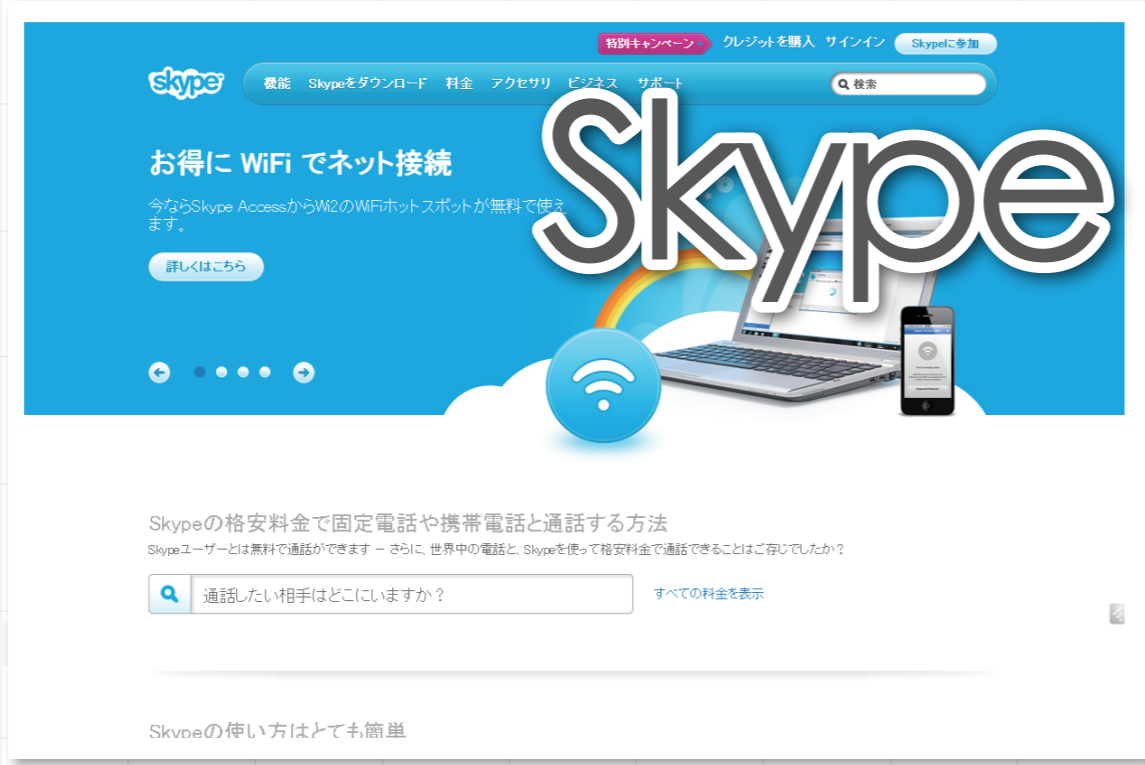 特別キャンペーン
クレジットを購入 サインイン Skypeに参加
skype
機能 Skypeをダウンロード 料金 アクセサリ ビジネス サポート
検索
Skype
お得に WiFi でネット接続
今ならSkype AccessからWi2のWiFiホットスポットが無料で使え
ます。
詳しくはこちら
Skypeの格安料金で固定電話や携帯電話と通話する方法
Skypeユーザーとは無料で通話ができます － さらに、世界中の電話と、Skypeを使って格安料金で通話できることはご存じでしたか？
通話したい相手はどこにいますか？
すべての料金を表示
Skypeの使い方はとても簡単